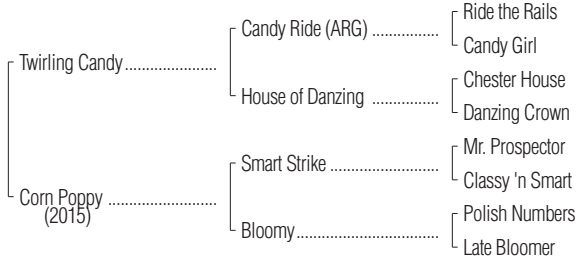 Ride the Rails
Candy Ride (ARG) ................
Candy Girl
Twirling Candy ......................
Chester House
House of Danzing ................
Danzing Crown
Mr. Prospector
Smart Strike ..........................
Classy 'n Smart
Corn Poppy ..........................
(2015)
Polish Numbers
Bloomy..................................
Late Bloomer